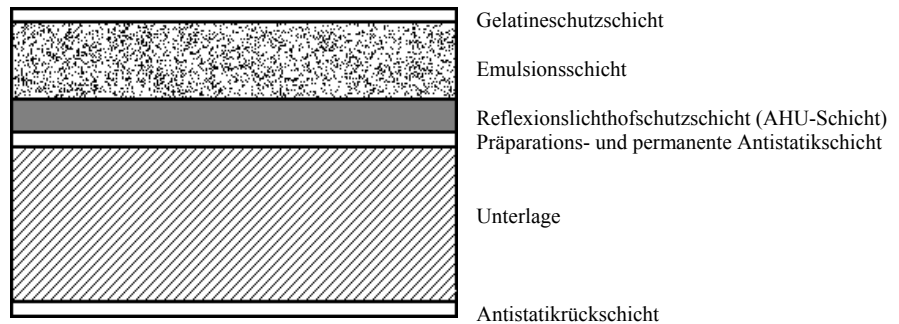 Gelatineschutzschicht
Emulsionsschicht
Reflexionslichthofschutzschicht (AHU-Schicht)
Präparations- und permanente Antistatikschicht
Unterlage
Antistatikrückschicht